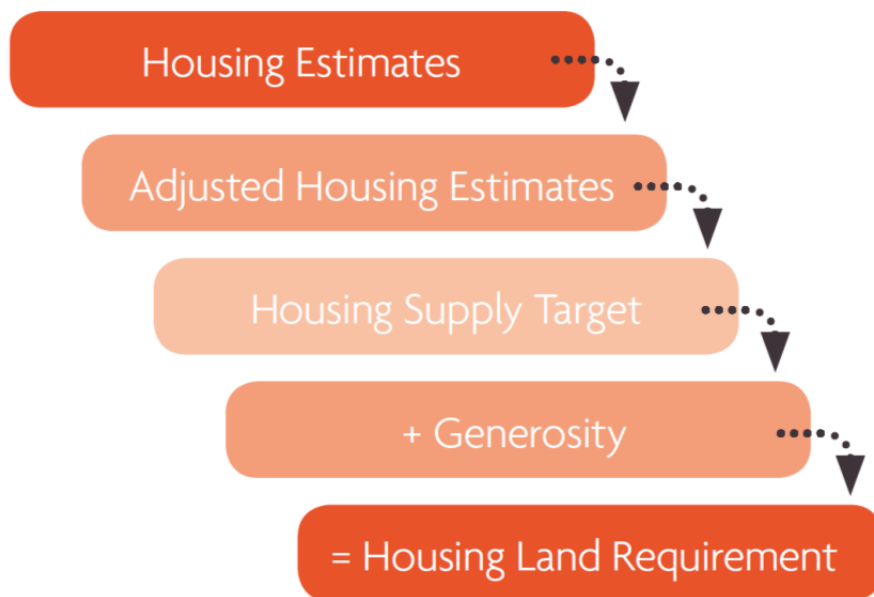 Housing Estimates
Adjusted Housing Estimates
Housing Supply Target
+ Generosity
= Housing Land Requirement